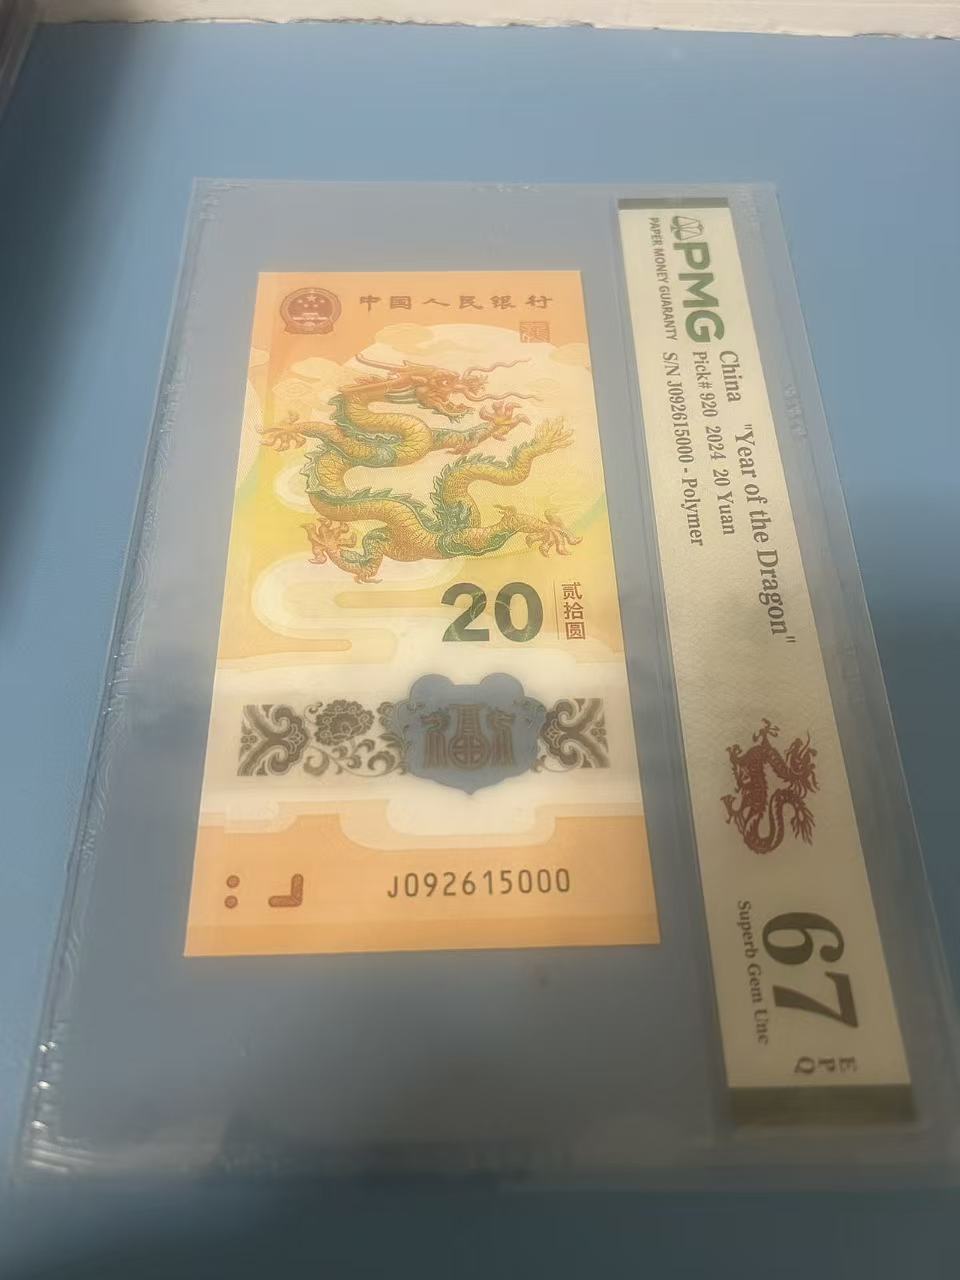 中国人民银行
20
贰拾圆
J092615000
PMG
PAPER MONEY GUARANTY
China "Year of the Dragon"
Pick# 920 2024 20 Yuan
S/N J092615000 - Polymer
67
EPQ
Superb Gem Unc